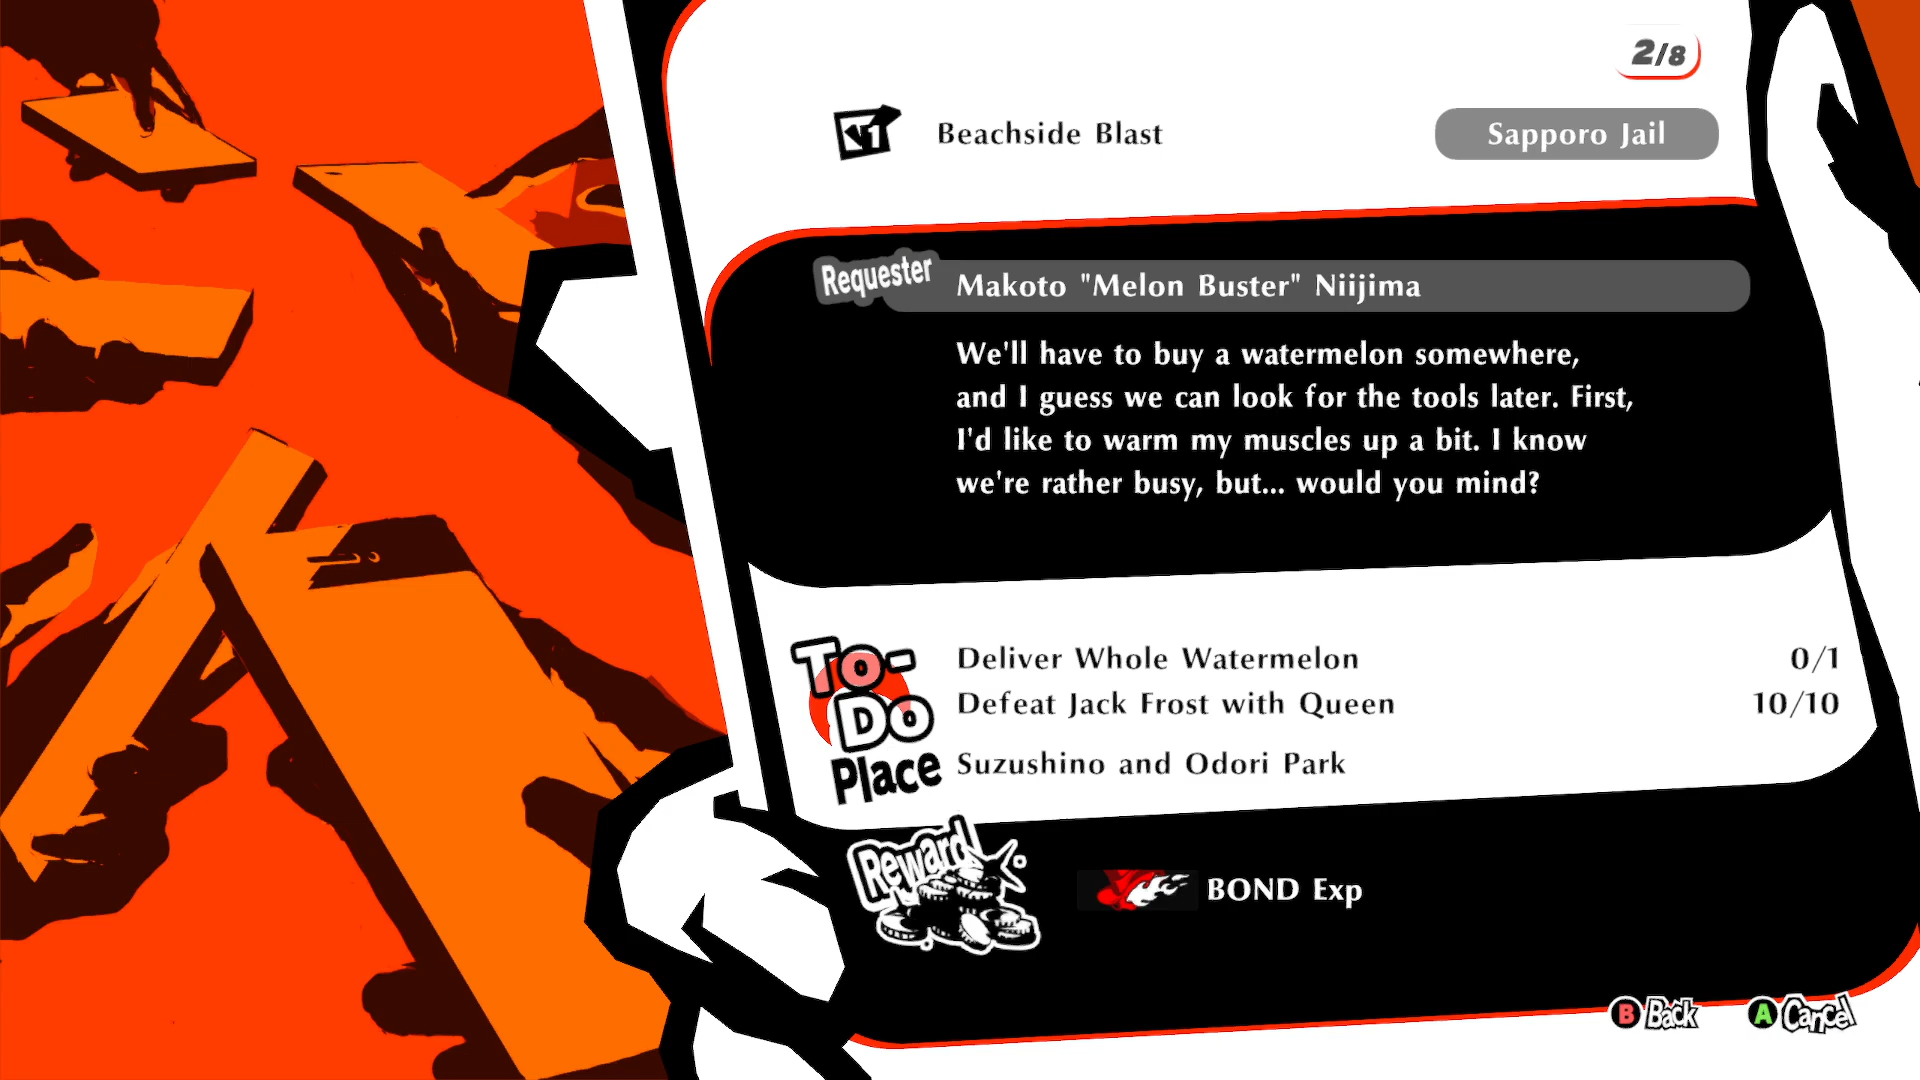 2/8
Beachside Blast
Sapporo Jail
Requester
Makoto "Melon Buster" Niijima
We'll have to buy a watermelon somewhere,
and I guess we can look for the tools later. First,
I'd like to warm my muscles up a bit. I know
we're rather busy, but... would you mind?
To-
Do
Deliver Whole Watermelon 0/1
Defeat Jack Frost with Queen 10/10
Place
Suzushino and Odori Park
Reward
BOND Exp
B Back
A Cancel